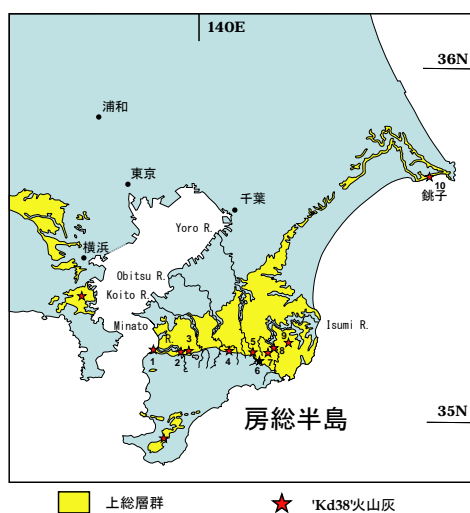 140E
36N
浦和
東京
千葉
10
銚子
Yoro R.
横浜
Obitsu R.
Koito R.
Minato
R.
Isumi R.
1
2
3
4
5
6
7
8
9
35N
房総半島
上総層群
'Kd38'火山灰